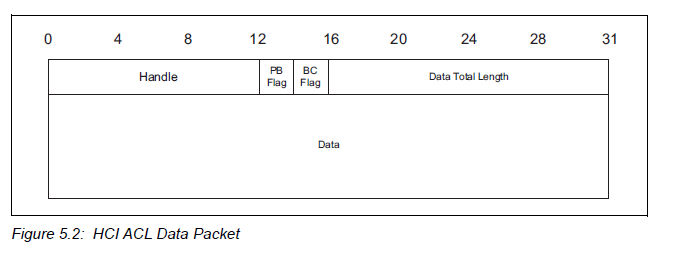 0 4 8 12 16 20 24 28 31
Handle PB Flag BC Flag Data Total Length
Data
Figure 5.2: HCI ACL Data Packet